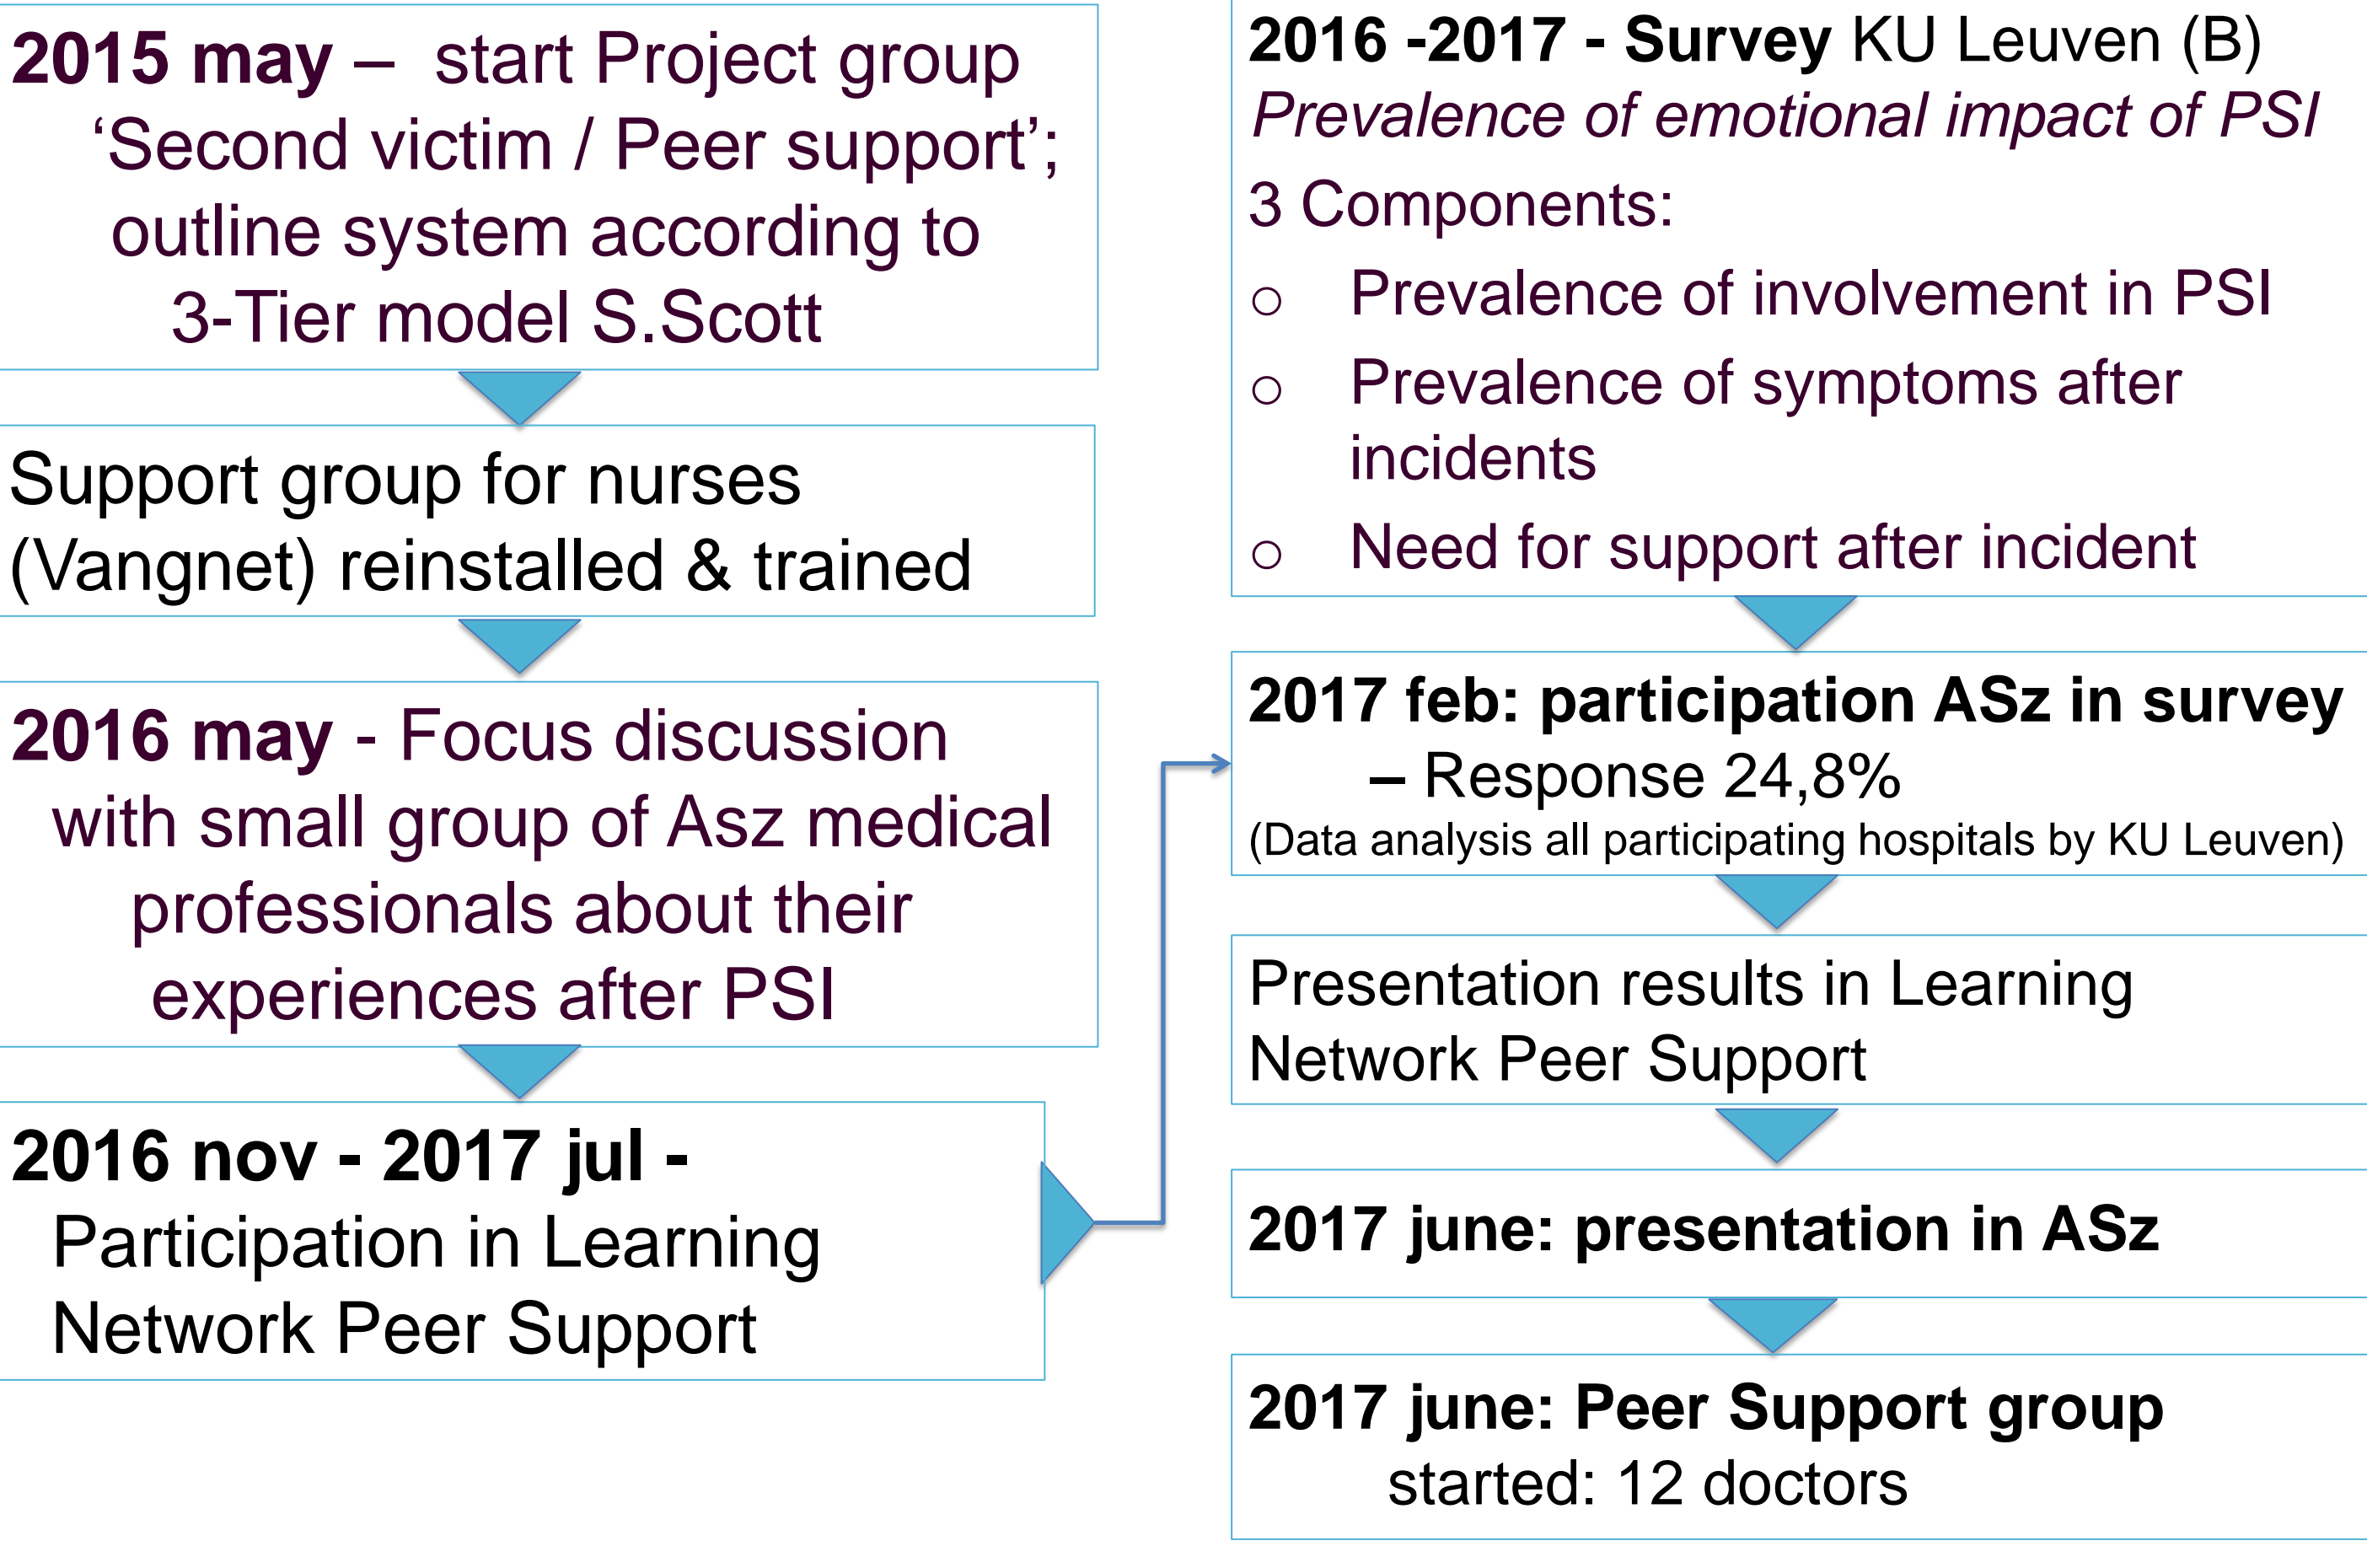 2015 may – start Project group
‘Second victim / Peer support’;
outline system according to
3-Tier model S.Scott
Support group for nurses
(Vangnet) reinstalled & trained
2016 may - Focus discussion
with small group of Asz medical
professionals about their
experiences after PSI
2016 nov - 2017 jul -
Participation in Learning
Network Peer Support
2016 -2017 - Survey KU Leuven (B)
Prevalence of emotional impact of PSI
3 Components:
o Prevalence of involvement in PSI
o Prevalence of symptoms after
incidents
o Need for support after incident
2017 feb: participation ASz in survey
– Response 24,8%
(Data analysis all participating hospitals by KU Leuven)
Presentation results in Learning
Network Peer Support
2017 june: presentation in ASz
2017 june: Peer Support group
started: 12 doctors